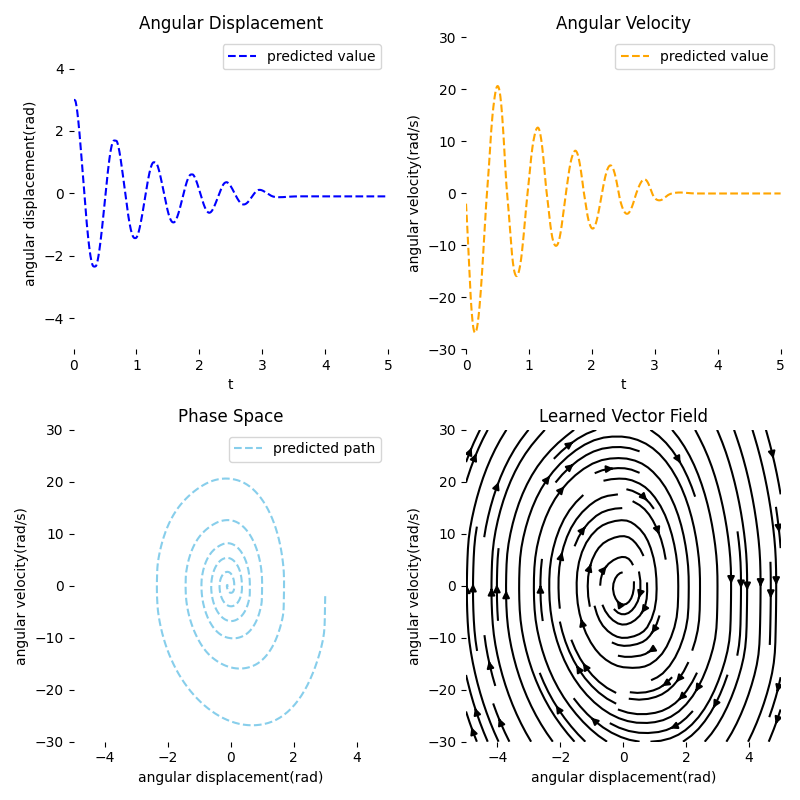 Angular Displacement
predicted value
angular displacement(rad)
4
2
0
−2
−4
0 1 2 3 4 5
t
Angular Velocity
predicted value
angular velocity(rad/s)
30
20
10
0
−10
−20
−30
0 1 2 3 4 5
t
Phase Space
predicted path
angular velocity(rad/s)
30
20
10
0
−10
−20
−30
−4 −2 0 2 4
angular displacement(rad)
Learned Vector Field
angular velocity(rad/s)
30
20
10
0
−10
−20
−30
−4 −2 0 2 4
angular displacement(rad)